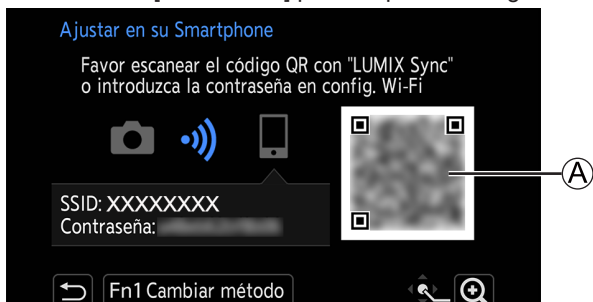 Ajustar en su Smartphone
Favor escanear el código QR con "LUMIX Sync"
o introduzca la contraseña en config. Wi-Fi
A
SSID: XXXXXXXX
Contraseña:
Fn1 Cambiar método